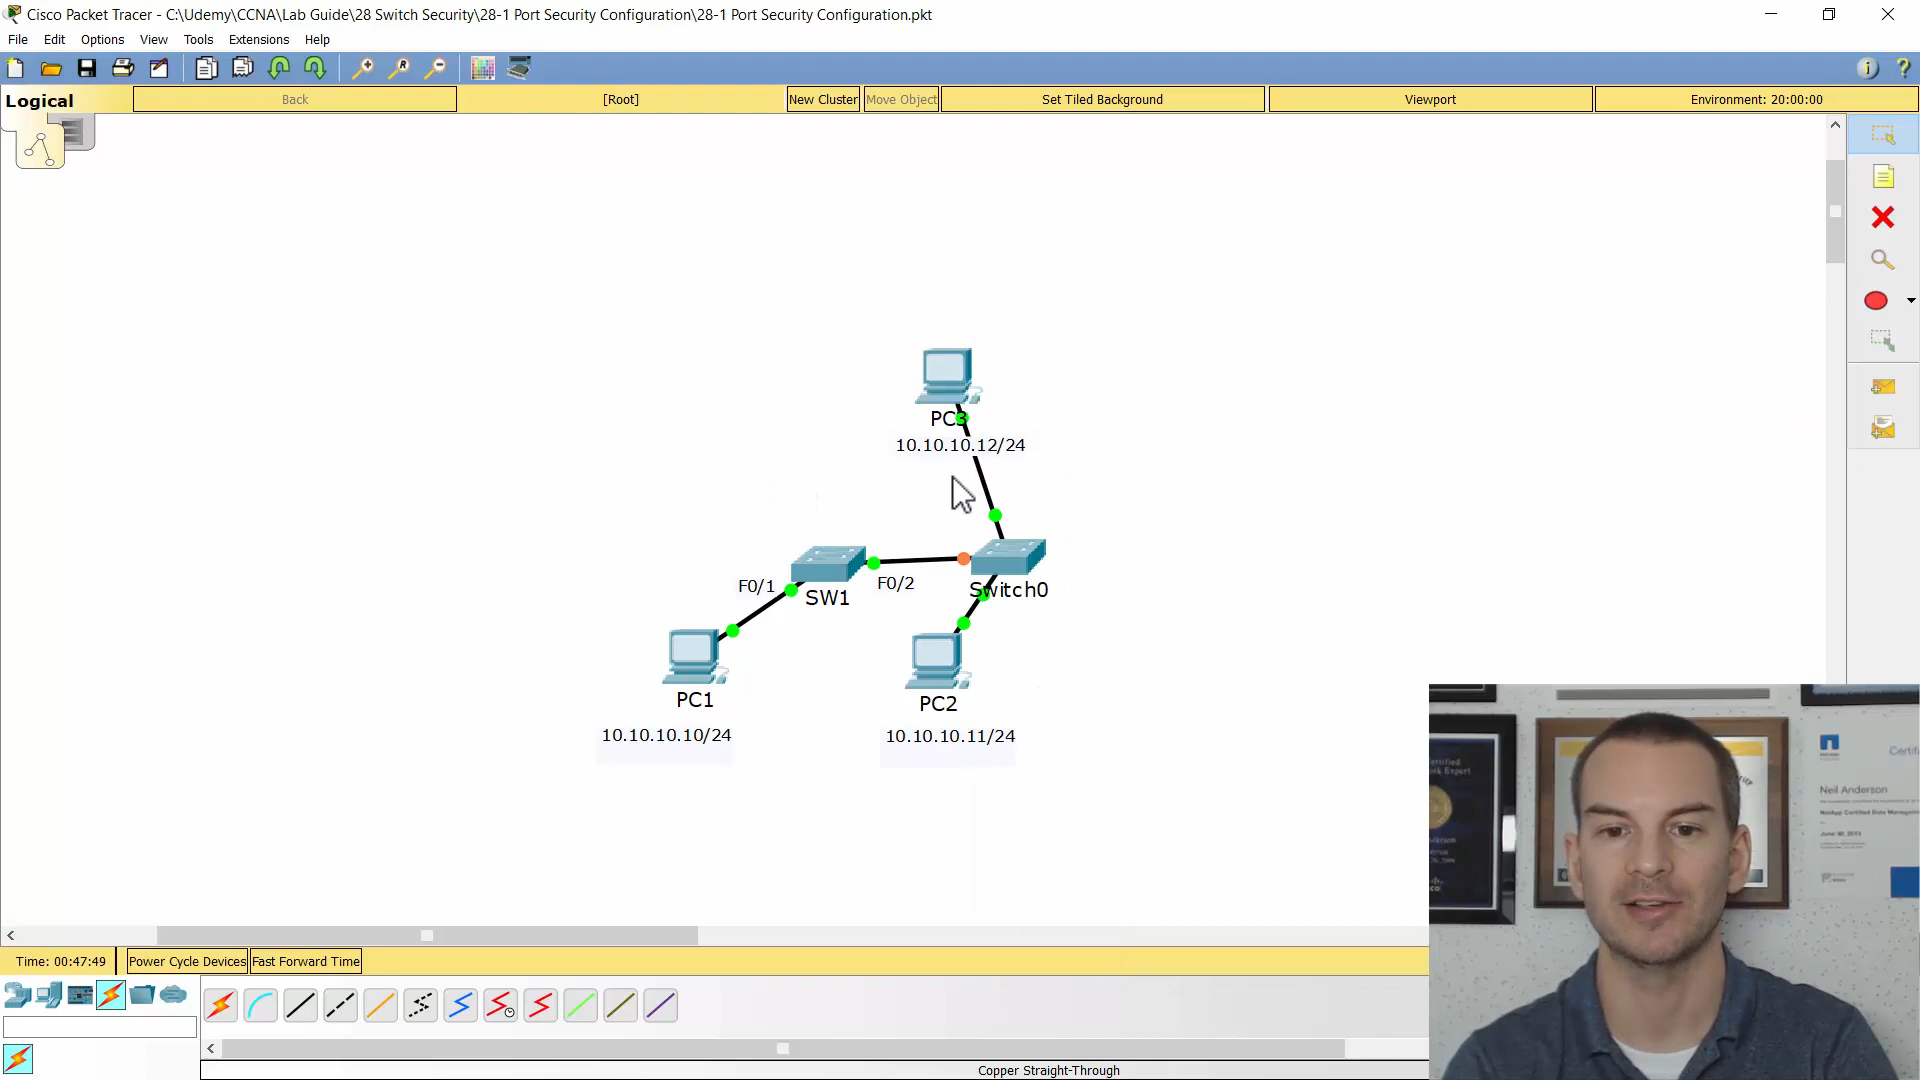 Cisco Packet Tracer - C:\Udemy\CCNA\Lab Guide\28 Switch Security\28-1 Port Security Configuration\28-1 Port Security Configuration.pkt
File Edit Options View Tools Extensions Help
Logical Back [Root] New Cluster Move Object Set Tiled Background Viewport Environment: 20:00:00
PC3
10.10.10.12/24
F0/1
SW1
F0/2
Switch0
PC1
10.10.10.10/24
PC2
10.10.10.11/24
Neil Anderson
Time: 00:47:49 Power Cycle Devices Fast Forward Time
Copper Straight-Through